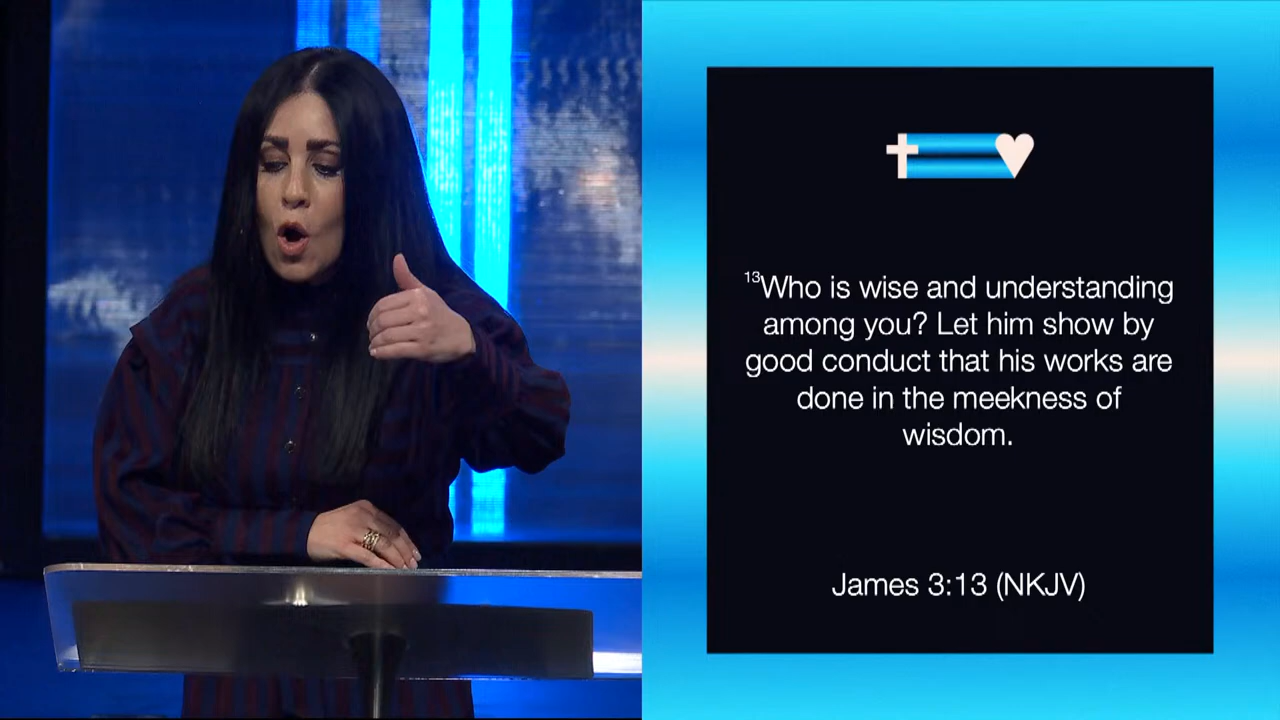 ¹³Who is wise and understanding
among you? Let him show by
good conduct that his works are
done in the meekness of
wisdom.
James 3:13 (NKJV)